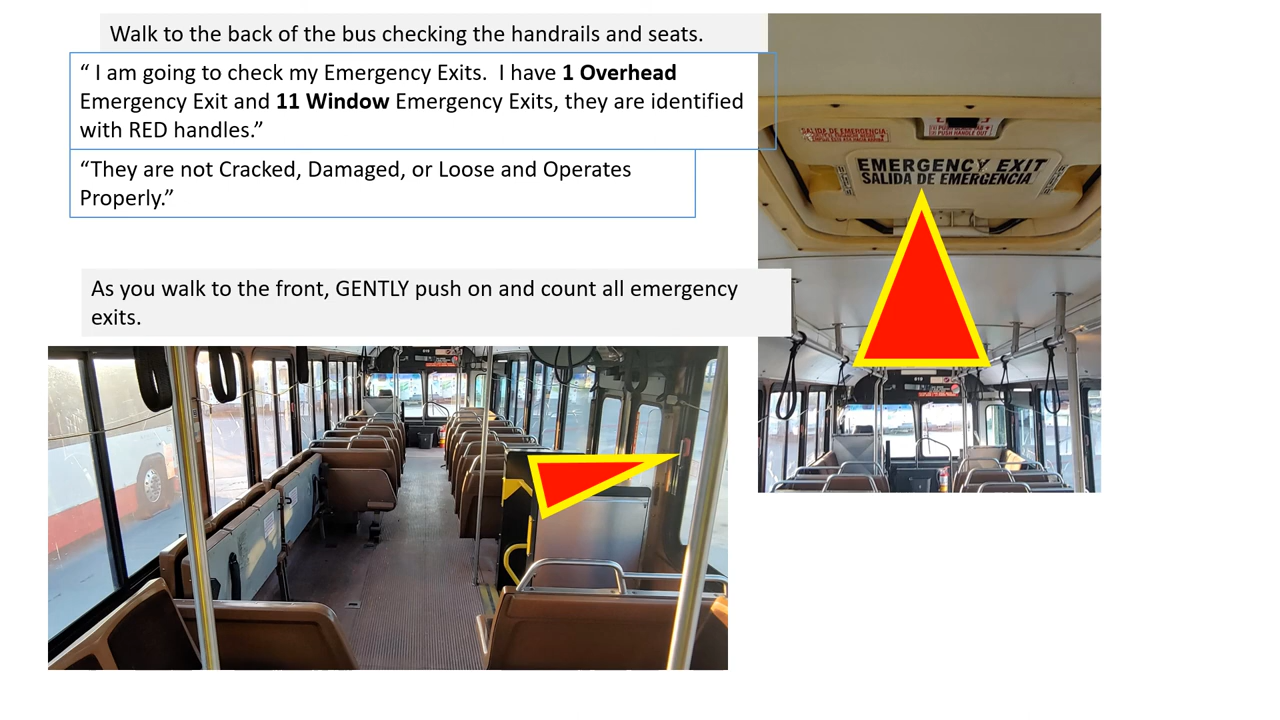 Walk to the back of the bus checking the handrails and seats.
“ I am going to check my Emergency Exits.  I have 1 Overhead
Emergency Exit and 11 Window Emergency Exits, they are identified
with RED handles.”
“They are not Cracked, Damaged, or Loose and Operates
Properly.”
As you walk to the front, GENTLY push on and count all emergency
exits.
SALIDA DE EMERGENCIA
PUSH HANDLE OUT
EMERGENCY EXIT
SALIDA DE EMERGENCIA